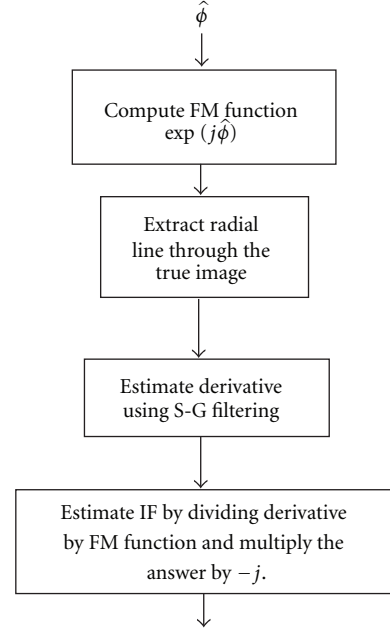 ϕ̂
Compute FM function
exp (jϕ̂)
Extract radial
line through the
true image
Estimate derivative
using S-G filtering
Estimate IF by dividing derivative
by FM function and multiply the
answer by −j.